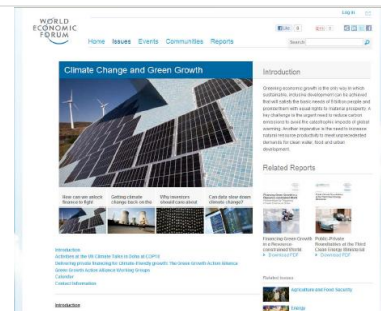 Log in
WORLD
ECONOMIC
FORUM
Home Issues Events Communities Reports
Search
Climate Change and Green Growth
Introduction
Greening economic growth is the only way in which
sustainable, inclusive development can be achieved
that will satisfy the basic needs of 9 billion people and
provide them with equal rights to material prosperity. A
key challenge is the urgent need to reduce carbon
emissions to avoid the catastrophic impacts of global
warming. Another imperative is the need to increase
natural resource productivity to meet unprecedented
demands for clean water, food and urban
development.
Related Reports
How can we unlock
finance to fight
Getting climate
change back on the
Why investors
should care about
Can data slow down
climate change?
Financing Green Growth
in a Resource-
constrained World
Download PDF
Public-Private
Roundtables at the Third
Clean Energy Ministerial
Download PDF
Introduction
Activities at the UN Climate Talks in Doha at COP18
Delivering private financing for climate-friendly growth: The Green Growth Action Alliance
Green Growth Action Alliance Working Groups
Calendar
Contact Information
Related Issues
Agriculture and Food Security
Energy
Introduction